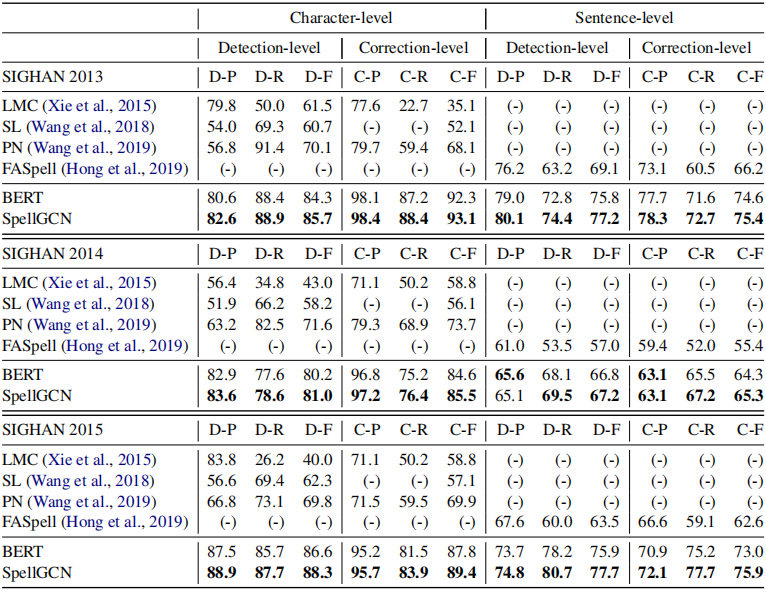 Character-level Sentence-level
Detection-level Correction-level Detection-level Correction-level
SIGHAN 2013 D-P D-R D-F C-P C-R C-F D-P D-R D-F C-P C-R C-F
LMC (Xie et al., 2015) 79.8 50.0 61.5 77.6 22.7 35.1 (-) (-) (-) (-) (-) (-)
SL (Wang et al., 2018) 54.0 69.3 60.7 (-) (-) 52.1 (-) (-) (-) (-) (-) (-)
PN (Wang et al., 2019) 56.8 91.4 70.1 79.7 59.4 68.1 (-) (-) (-) (-) (-) (-)
FASpell (Hong et al., 2019) (-) (-) (-) (-) (-) (-) 76.2 63.2 69.1 73.1 60.5 66.2
BERT 80.6 88.4 84.3 98.1 87.2 92.3 79.0 72.8 75.8 77.7 71.6 74.6
SpellGCN 82.6 88.9 85.7 98.4 88.4 93.1 80.1 74.4 77.2 78.3 72.7 75.4
SIGHAN 2014 D-P D-R D-F C-P C-R C-F D-P D-R D-F C-P C-R C-F
LMC (Xie et al., 2015) 56.4 34.8 43.0 71.1 50.2 58.8 (-) (-) (-) (-) (-) (-)
SL (Wang et al., 2018) 51.9 66.2 58.2 (-) (-) 56.1 (-) (-) (-) (-) (-) (-)
PN (Wang et al., 2019) 63.2 82.5 71.6 79.3 68.9 73.7 (-) (-) (-) (-) (-) (-)
FASpell (Hong et al., 2019) (-) (-) (-) (-) (-) (-) 61.0 53.5 57.0 59.4 52.0 55.4
BERT 82.9 77.6 80.2 96.8 75.2 84.6 65.6 68.1 66.8 63.1 65.5 64.3
SpellGCN 83.6 78.6 81.0 97.2 76.4 85.5 65.1 69.5 67.2 63.1 67.2 65.3
SIGHAN 2015 D-P D-R D-F C-P C-R C-F D-P D-R D-F C-P C-R C-F
LMC (Xie et al., 2015) 83.8 26.2 40.0 71.1 50.2 58.8 (-) (-) (-) (-) (-) (-)
SL (Wang et al., 2018) 56.6 69.4 62.3 (-) (-) 57.1 (-) (-) (-) (-) (-) (-)
PN (Wang et al., 2019) 66.8 73.1 69.8 71.5 59.5 69.9 (-) (-) (-) (-) (-) (-)
FASpell (Hong et al., 2019) (-) (-) (-) (-) (-) (-) 67.6 60.0 63.5 66.6 59.1 62.6
BERT 87.5 85.7 86.6 95.2 81.5 87.8 73.7 78.2 75.9 70.9 75.2 73.0
SpellGCN 88.9 87.7 88.3 95.7 83.9 89.4 74.8 80.7 77.7 72.1 77.7 75.9